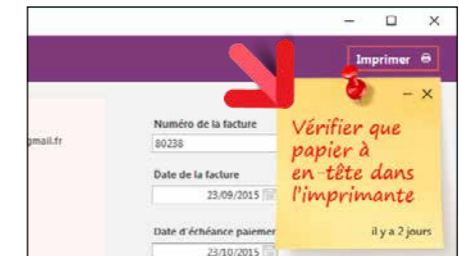 Imprimer
gmail.fr
Numéro de la facture
80238
Date de la facture
23/09/2015
Date d'échéance paiemen
23/10/2015
Vérifier que
papier à
en-tête dans
l'imprimante
il y a 2 jours